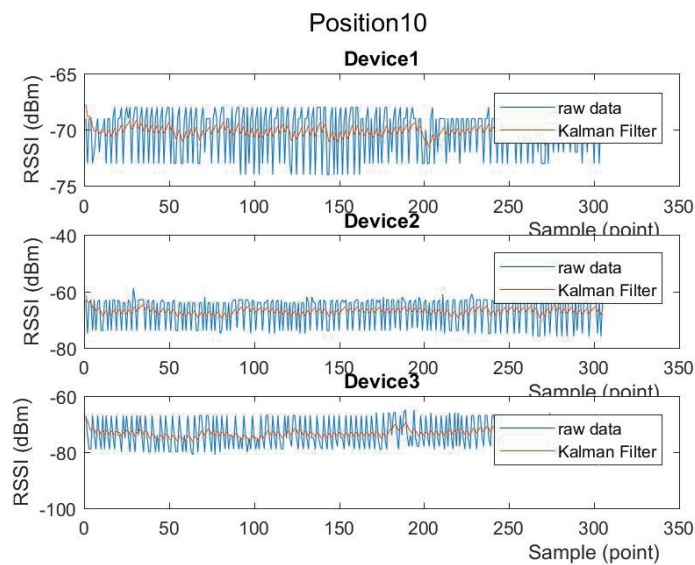 Position10
Device1
-65
-70
-75
RSSI (dBm)
raw data
Kalman Filter
0 50 100 150 200 250 300 350
Sample (point)
Device2
-40
-60
-80
RSSI (dBm)
raw data
Kalman Filter
0 50 100 150 200 250 300 350
Device3
-60
-80
-100
RSSI (dBm)
raw data
Kalman Filter
0 50 100 150 200 250 300 350
Sample (point)